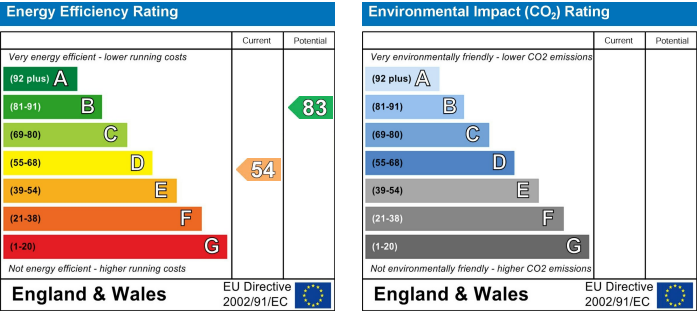 Energy Efficiency Rating
Current
Potential
Very energy efficient - lower running costs
(92 plus) A
(81-91) B
83
(69-80) C
(55-68) D
54
(39-54) E
(21-38) F
(1-20) G
Not energy efficient - higher running costs
England & Wales
EU Directive
2002/91/EC
Environmental Impact (CO₂) Rating
Current
Potential
Very environmentally friendly - lower CO2 emissions
(92 plus) A
(81-91) B
(69-80) C
(55-68) D
(39-54) E
(21-38) F
(1-20) G
Not environmentally friendly - higher CO2 emissions
England & Wales
EU Directive
2002/91/EC